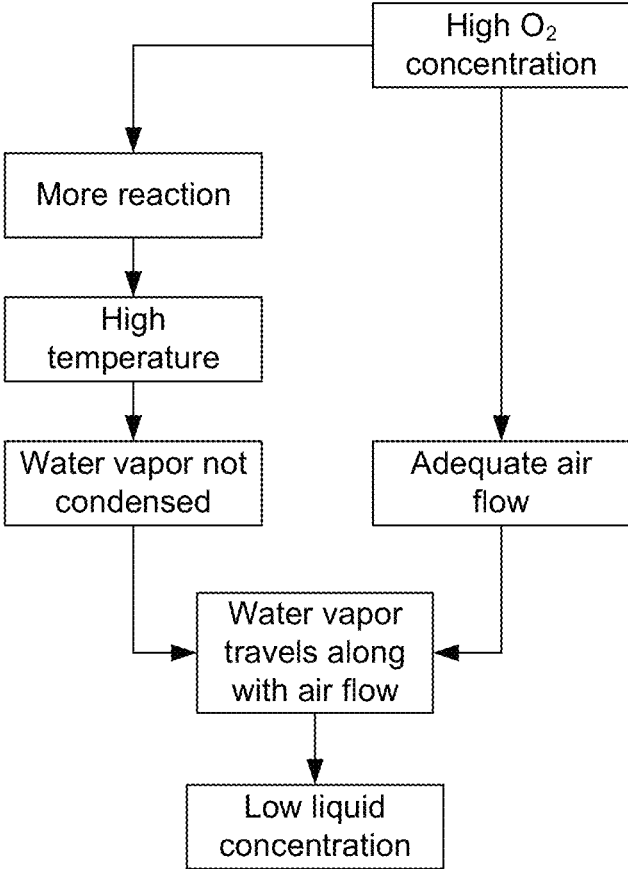 High O₂
concentration
More reaction
High
temperature
Water vapor not
condensed
Adequate air
flow
Water vapor
travels along
with air flow
Low liquid
concentration